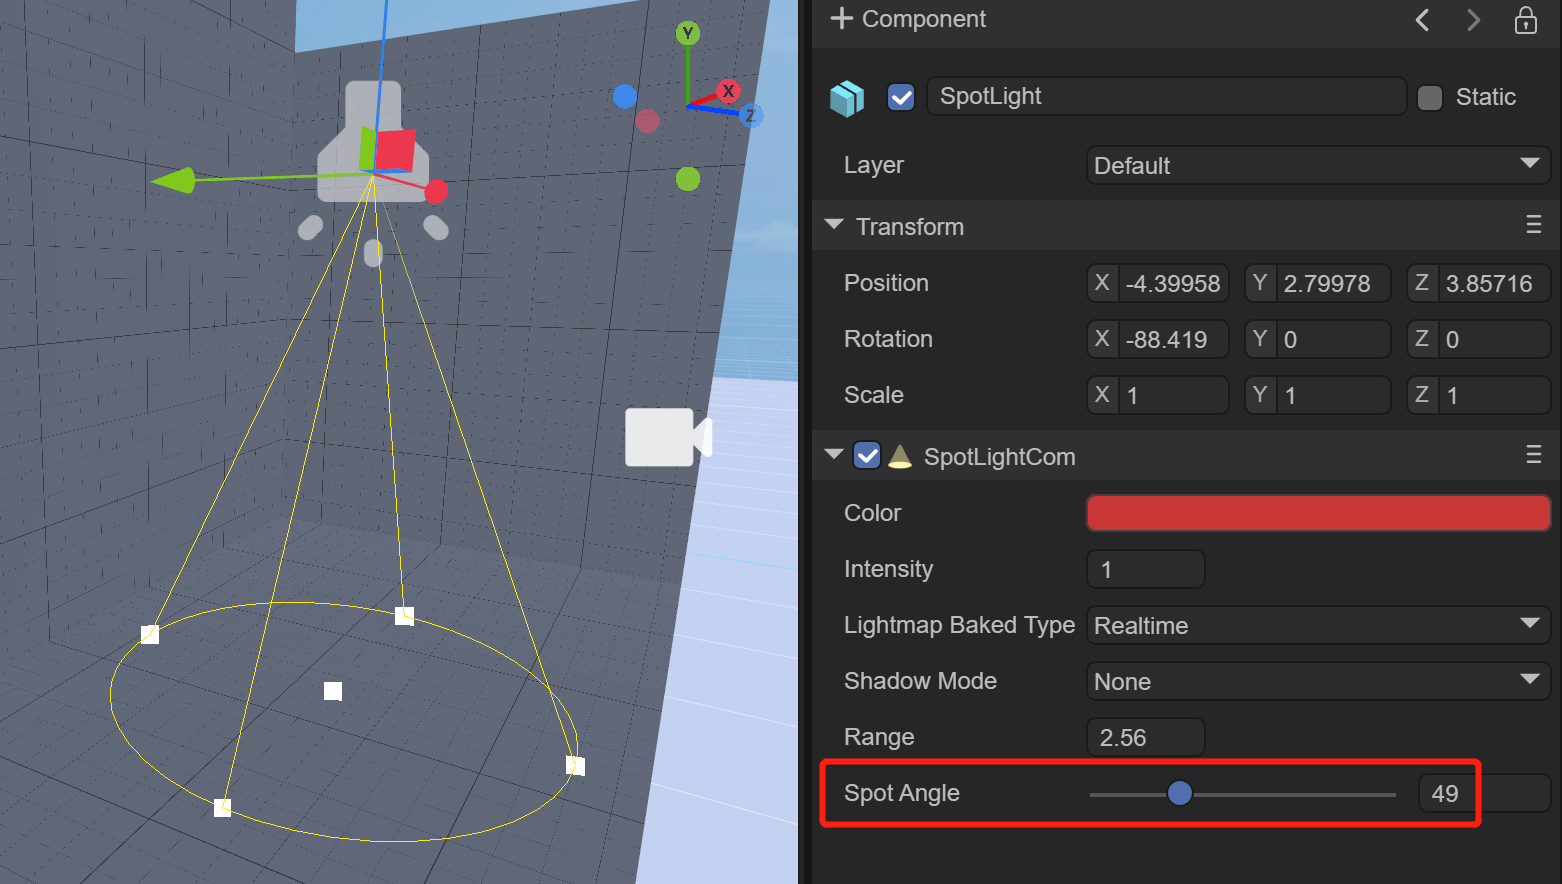 Component
SpotLight
Static
Layer
Default
Transform
Position
X -4.39958 Y 2.79978 Z 3.85716
Rotation
X -88.419 Y 0 Z 0
Scale
X 1 Y 1 Z 1
SpotLightCom
Color
Intensity
1
Lightmap Baked Type
Realtime
Shadow Mode
None
Range
2.56
Spot Angle
49
Y
X
Z